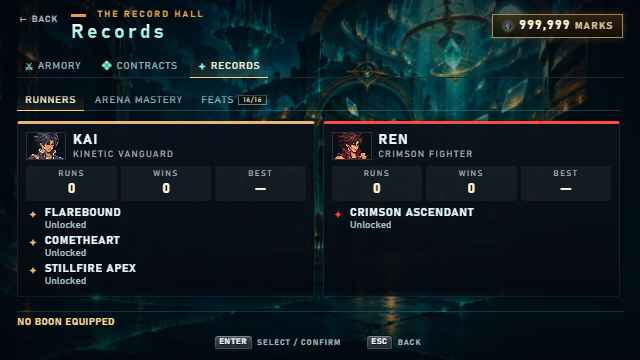 ← BACK
THE RECORD HALL
Records
999,999 MARKS
ARMORY
CONTRACTS
RECORDS
RUNNERS
ARENA MASTERY
FEATS 16/16
KAI
KINETIC VANGUARD
RUNS
WINS
BEST
0
0
—
FLAREBOUND
Unlocked
COMETHEART
Unlocked
STILLFIRE APEX
Unlocked
REN
CRIMSON FIGHTER
RUNS
WINS
BEST
0
0
—
CRIMSON ASCENDANT
Unlocked
NO BOON EQUIPPED
ENTER SELECT / CONFIRM
ESC BACK